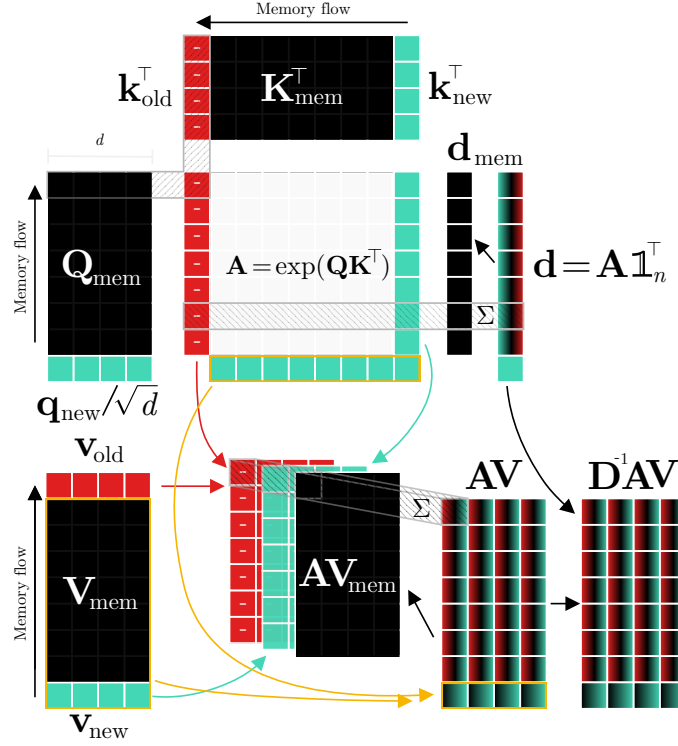 Memory flow
k⊤old
K⊤mem
k⊤new
d
dmem
Memory flow
Qmem
A = exp(QK⊤)
d = A𝟙⊤n
Σ
qnew/√d
vold
AV
D-1AV
Σ
Memory flow
Vmem
AVmem
vnew